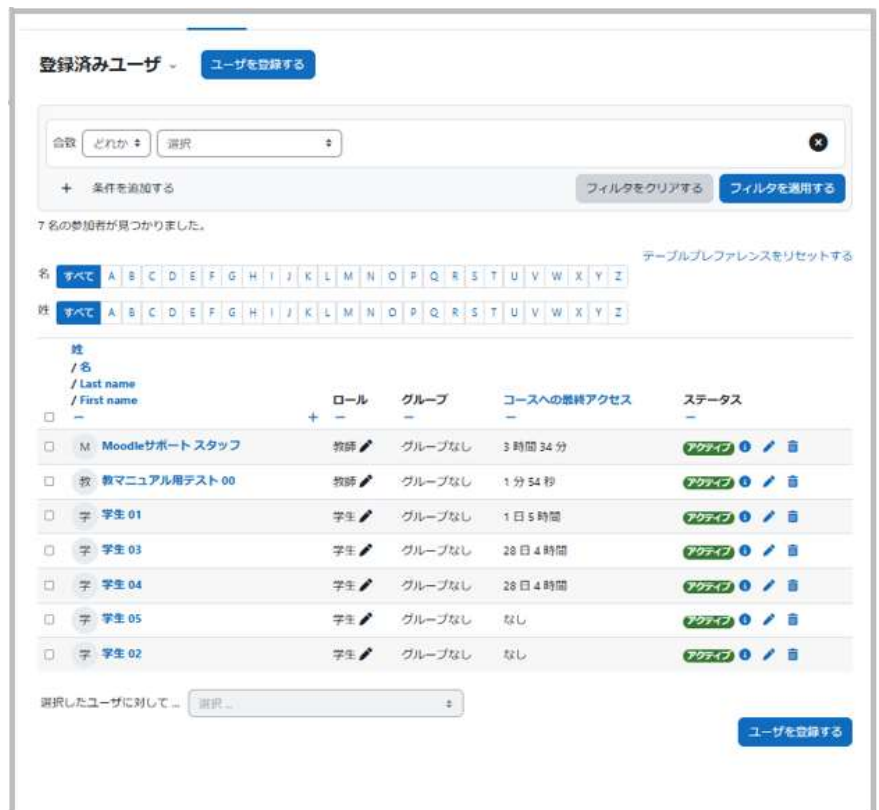 登録済みユーザ ユーザを登録する
合数 どれか 選択
+ 条件を追加する フィルタをクリアする フィルタを適用する
7 名の参加者が見つかりました。
テーブルプレファレンスをリセットする
名 すべて A B C D E F G H I J K L M N O P Q R S T U V W X Y Z
姓 すべて A B C D E F G H I J K L M N O P Q R S T U V W X Y Z
姓
/ 名
/ Last name
/ First name ロール グループ コースへの最終アクセス ステータス
M Moodleサポート スタッフ 教師 グループなし 3 時間 34 分 アクティブ
教 教マニュアル用テスト 00 教師 グループなし 1 分 54 秒 アクティブ
学 学生 01 学生 グループなし 1 日 5 時間 アクティブ
学 学生 03 学生 グループなし 28 日 4 時間 アクティブ
学 学生 04 学生 グループなし 28 日 4 時間 アクティブ
学 学生 05 学生 グループなし なし アクティブ
学 学生 02 学生 グループなし なし アクティブ
選択したユーザに対して ... 選択 ...
ユーザを登録する